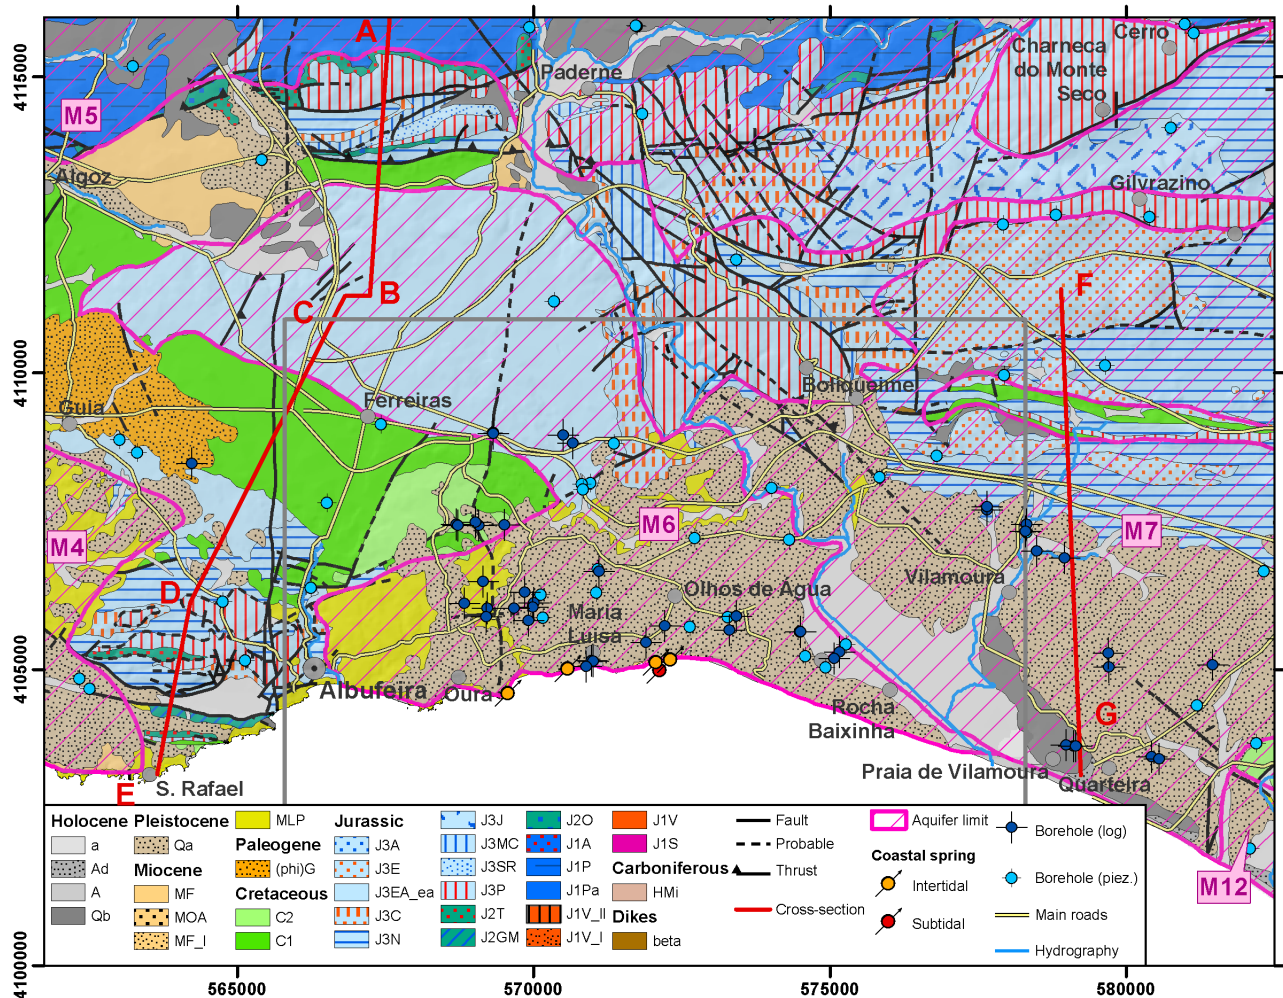 A
Paderne
Cerro
Charneca
do Monte
Seco
M5
Algoz
Gilvrazino
B
C
F
Boliqueime
Guia
Ferreiras
M4
M6
M7
D
Olhos de Água
Maria
Luisa
Vilamoura
Albufeira
Oura
Rocha
Baixinha
G
Praia de Vilamoura
Quarteira
E
S. Rafael
M12
4115000
4110000
4105000
4100000
565000
570000
575000
580000
Holocene
a
Ad
A
Qb
Pleistocene
Qa
Miocene
MF
MOA
MF_l
MLP
Paleogene
(phi)G
Cretaceous
C2
C1
Jurassic
J3A
J3E
J3EA_ea
J3C
J3N
J3J
J3MC
J3SR
J3P
J2T
J2GM
J2O
J1A
J1P
J1Pa
J1V_II
J1V_I
J1V
J1S
Carboniferous
HMi
Dikes
beta
Fault
Probable
Thrust
Cross-section
Aquifer limit
Coastal spring
Intertidal
Subtidal
Borehole (log)
Borehole (piez.)
Main roads
Hydrography